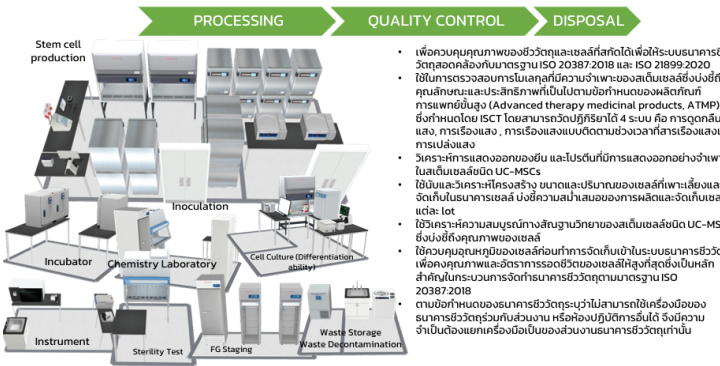 PROCESSING
QUALITY CONTROL
DISPOSAL
Stem cell
production
Inoculation
Incubator
Chemistry Laboratory
Cell Culture (Differentiation
ability)
Instrument
Sterility Test
FG Staging
Waste Storage
Waste Decontamination
• เพื่อควบคุมคุณภาพของชีววัตถุและเซลล์ที่สกัดได้เพื่อให้ระบบธนาคารชี
วัตถุสอดคล้องกับมาตรฐาน ISO 20387:2018 และ ISO 21899:2020
• ใช้ในการตรวจสอบการโมเลกุลที่มีความจำเพาะของสเต็มเซลล์ซึ่งบ่งชี้ถึ
คุณลักษณะและประสิทธิภาพที่เป็นไปตามข้อกำหนดของผลิตภัณฑ์
การแพทย์ขั้นสูง (Advanced therapy medicinal products, ATMP)
ซึ่งกำหนดโดย ISCT โดยสามารถวัดปฏิกิริยาได้ 4 ระบบ คือ การดูดกลืน
แสง, การเรืองแสง , การเรืองแสงแบบติดตามช่วงเวลาที่สารเรืองแสงเ
การเปล่งแสง
• วิเคราะห์การแสดงออกของยีน และโปรตีนที่มีการแสดงออกอย่างจำเพา
ในสเต็มเซลล์ชนิด UC-MSCs
• ใช้นับและวิเคราะห์โครงสร้าง ขนาดและปริมาณของเซลล์ที่เพาะเลี้ยงแล
จัดเก็บในธนาคารเซลล์ บ่งชี้ความสม่ำเสมอของการผลิตและจัดเก็บเซล
แต่ละ lot
• ใช้วิเคราะห์ความสมบูรณ์ทางสัณฐานวิทยาของสเต็มเซลล์ชนิด UC-MS
ซึ่งบ่งชี้ถึงคุณภาพของเซลล์
• ใช้ควบคุมอุณหภูมิของเซลล์ก่อนทำการจัดเก็บเข้าในระบบธนาคารชีววัต
เพื่อคงคุณภาพและอัตราการรอดชีวิตของเซลล์ให้สูงที่สุดซึ่งเป็นหลัก
สำคัญในกระบวนการจัดทำธนาคารชีววัตถุตามมาตรฐาน ISO
20387:2018
• ตามข้อกำหนดของธนาคารชีววัตถุระบุว่าไม่สามารถใช้เครื่องมือของ
ธนาคารชีววัตถุร่วมกับส่วนงาน หรือห้องปฏิบัติการอื่นได้ จึงมีความ
จำเป็นต้องแยกเครื่องมือเป็นของส่วนงานธนาคารชีววัตถุเท่านั้น